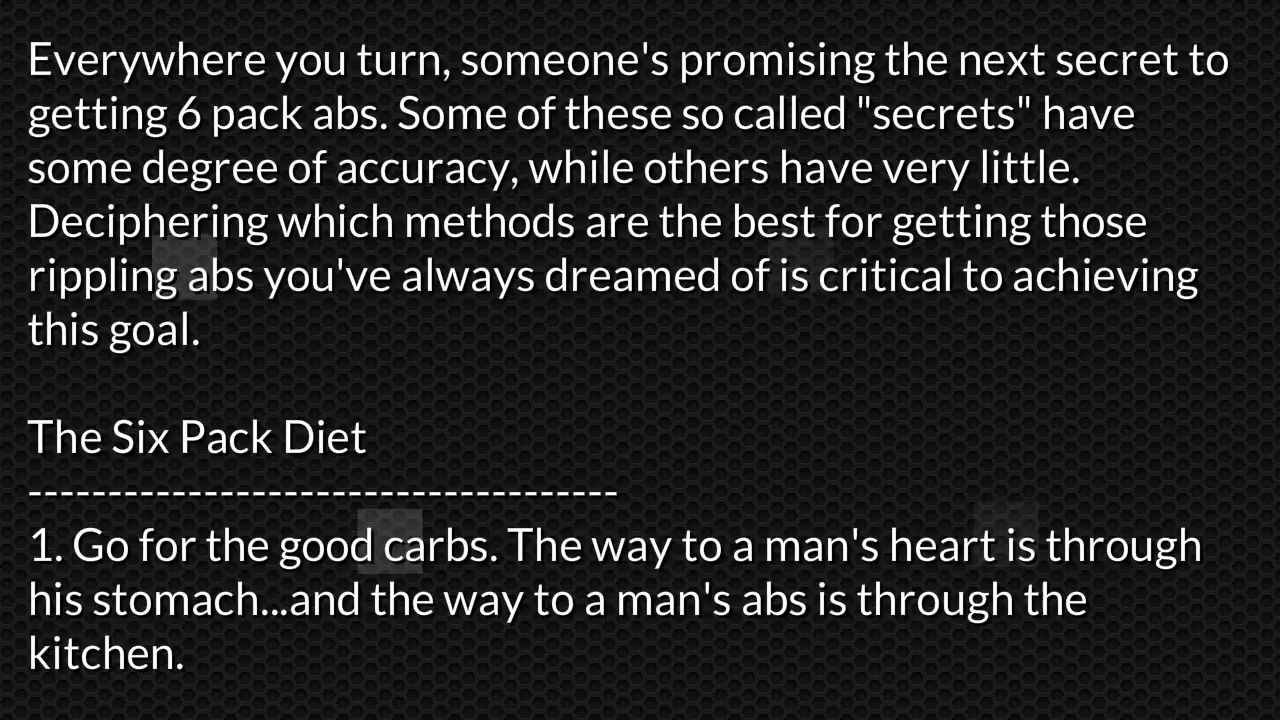 Everywhere you turn, someone's promising the next secret to
getting 6 pack abs. Some of these so called "secrets" have
some degree of accuracy, while others have very little.
Deciphering which methods are the best for getting those
rippling abs you've always dreamed of is critical to achieving
this goal.
The Six Pack Diet
-------------------------------------
1. Go for the good carbs. The way to a man's heart is through
his stomach...and the way to a man's abs is through the
kitchen.